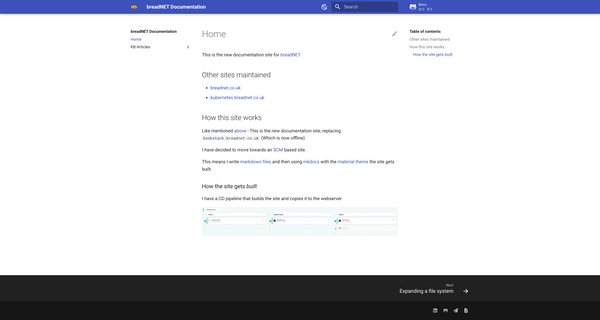 breadNET Documentation
Search
breadNET Documentation
Home
KB Articles
Home
This is the new documentation site for breadNET
Other sites maintained
breadnet.co.uk
kubernetes.breadnet.co.uk
How this site works
Like mentioned above - This is the new documentation site, replacing
bookstack.breadnet.co.uk (Which is now offline)
I have decided to move towards an SCM based site.
This means I write markdown files and then using mkdocs with the material theme the site gets
built.
How the site gets built
I have a CD pipeline that builds the site and copies it to the webserver
Table of contents
Other sites maintained
How this site works
How the site gets built
Next
Expanding a file system